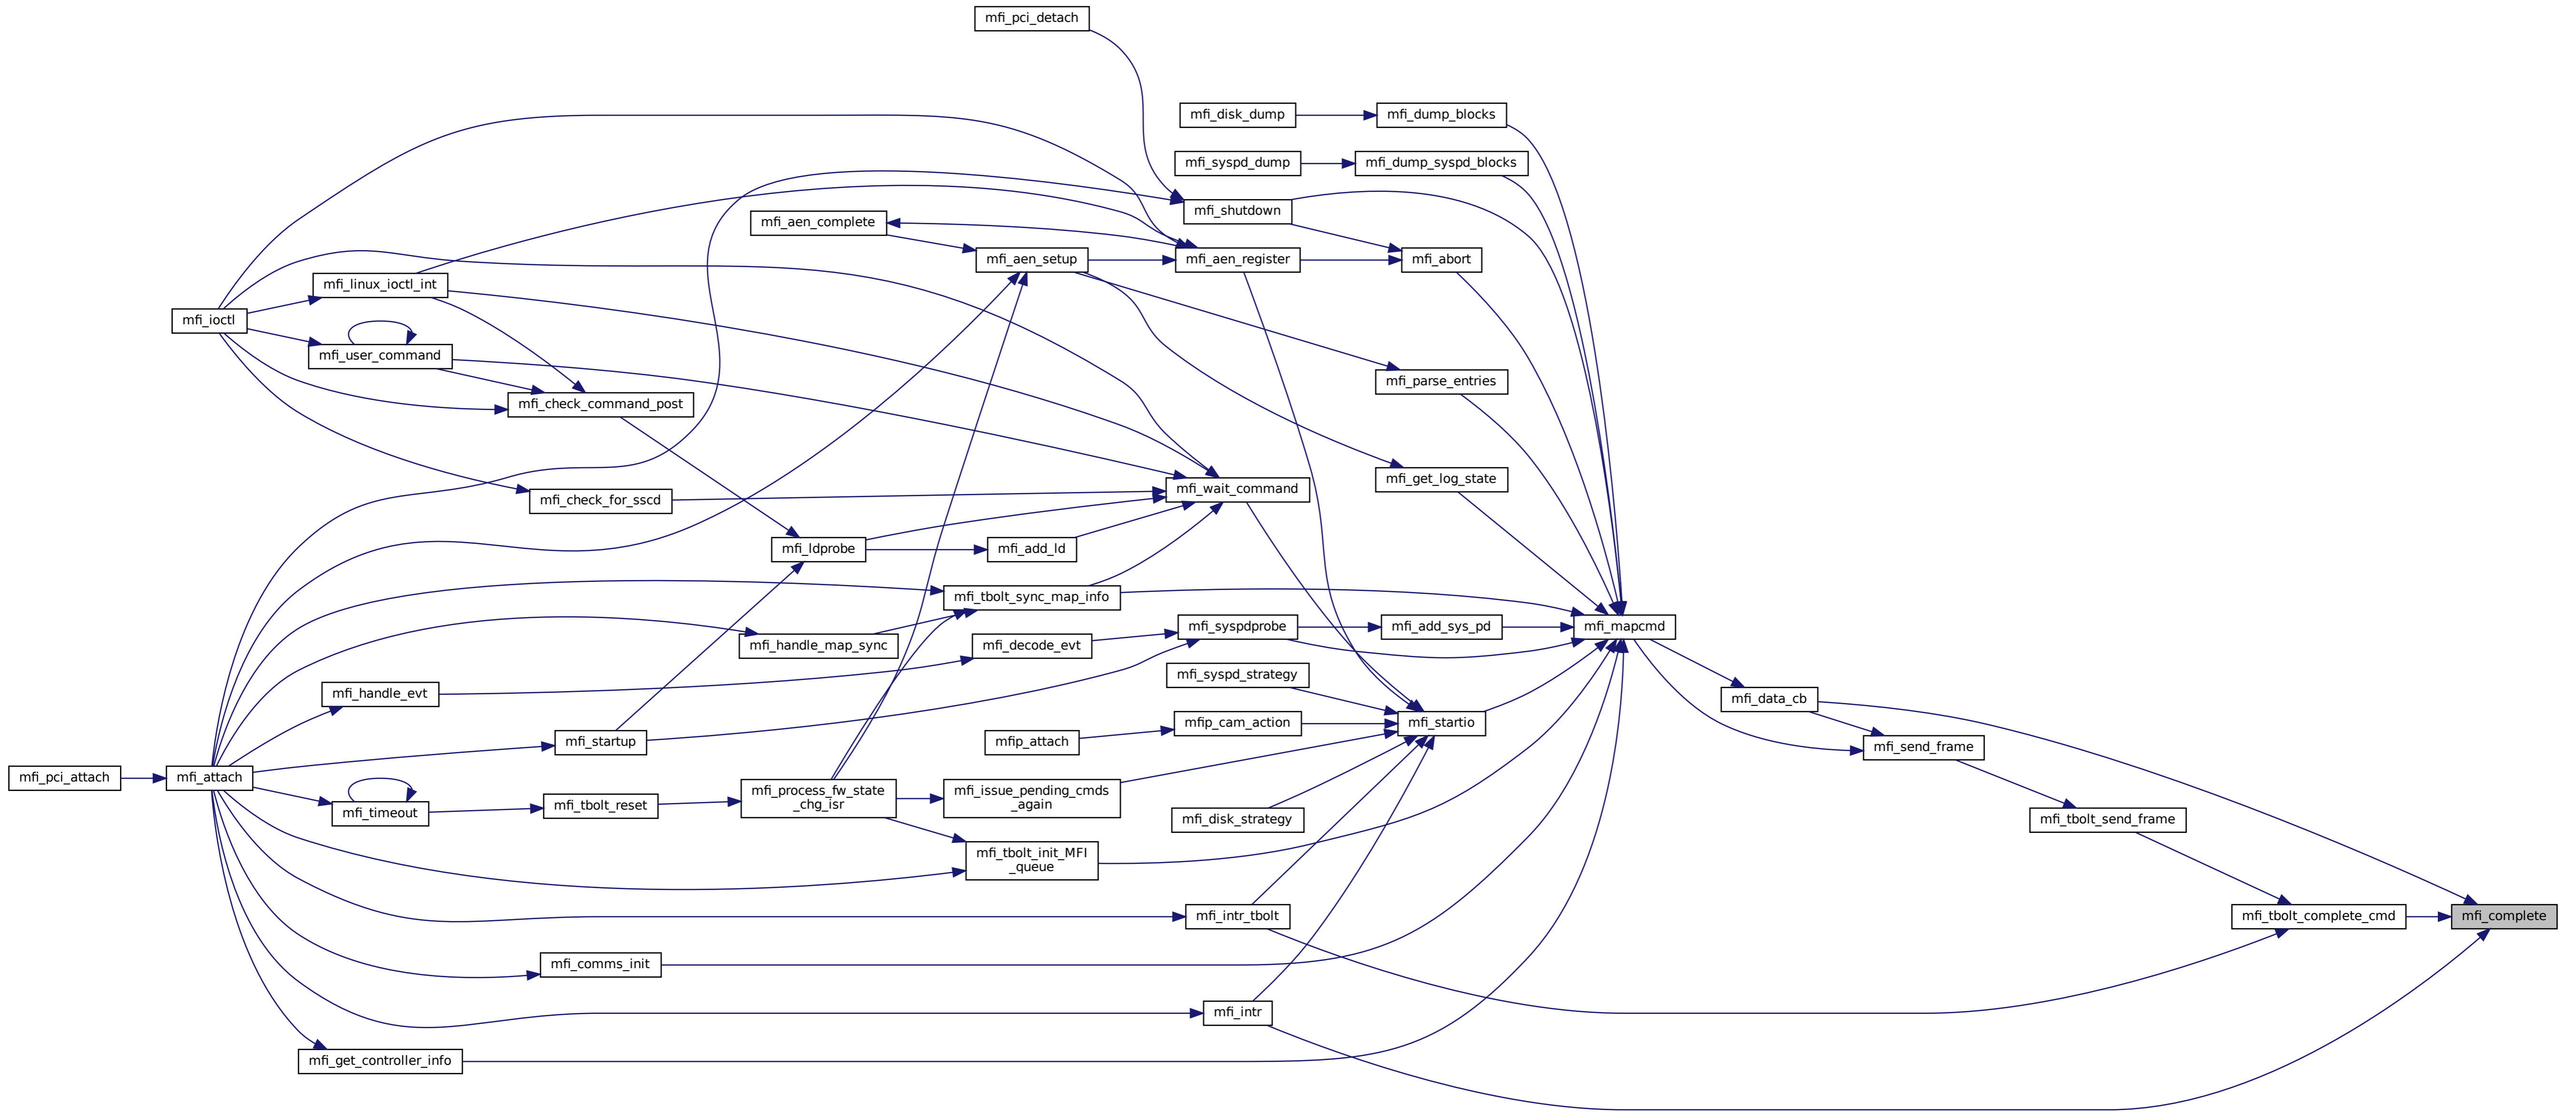 mfi_pci_detach
mfi_disk_dump
mfi_dump_blocks
mfi_syspd_dump
mfi_dump_syspd_blocks
mfi_shutdown
mfi_aen_complete
mfi_aen_setup
mfi_aen_register
mfi_abort
mfi_linux_ioctl_int
mfi_ioctl
mfi_user_command
mfi_parse_entries
mfi_check_command_post
mfi_get_log_state
mfi_wait_command
mfi_check_for_sscd
mfi_ldprobe
mfi_add_ld
mfi_tbolt_sync_map_info
mfi_syspdprobe
mfi_add_sys_pd
mfi_mapcmd
mfi_handle_map_sync
mfi_decode_evt
mfi_syspd_strategy
mfi_handle_evt
mfi_data_cb
mfip_cam_action
mfi_startio
mfi_startup
mfip_attach
mfi_send_frame
mfi_pci_attach
mfi_attach
mfi_process_fw_state
_chg_isr
mfi_issue_pending_cmds
_again
mfi_tbolt_reset
mfi_timeout
mfi_disk_strategy
mfi_tbolt_send_frame
mfi_tbolt_init_MFI
_queue
mfi_intr_tbolt
mfi_tbolt_complete_cmd
mfi_complete
mfi_comms_init
mfi_intr
mfi_get_controller_info